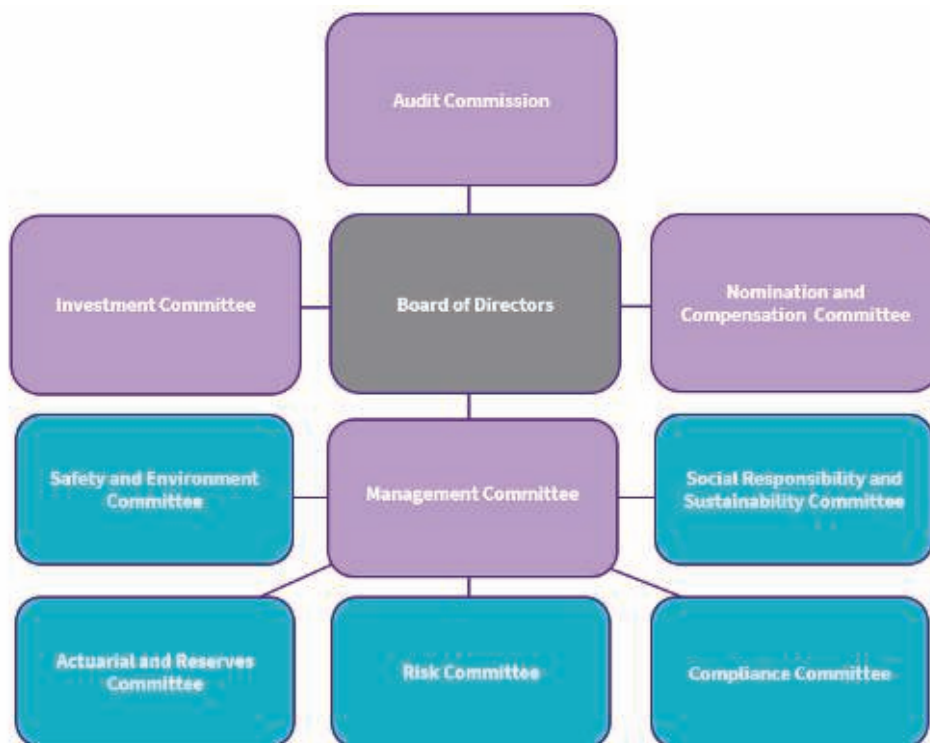 Audit Commission
Investment Committee
Board of Directors
Nomination and
Compensation Committee
Safety and Environment
Committee
Management Committee
Social Responsibility and
Sustainability Committee
Actuarial and Reserves
Committee
Risk Committee
Compliance Committee